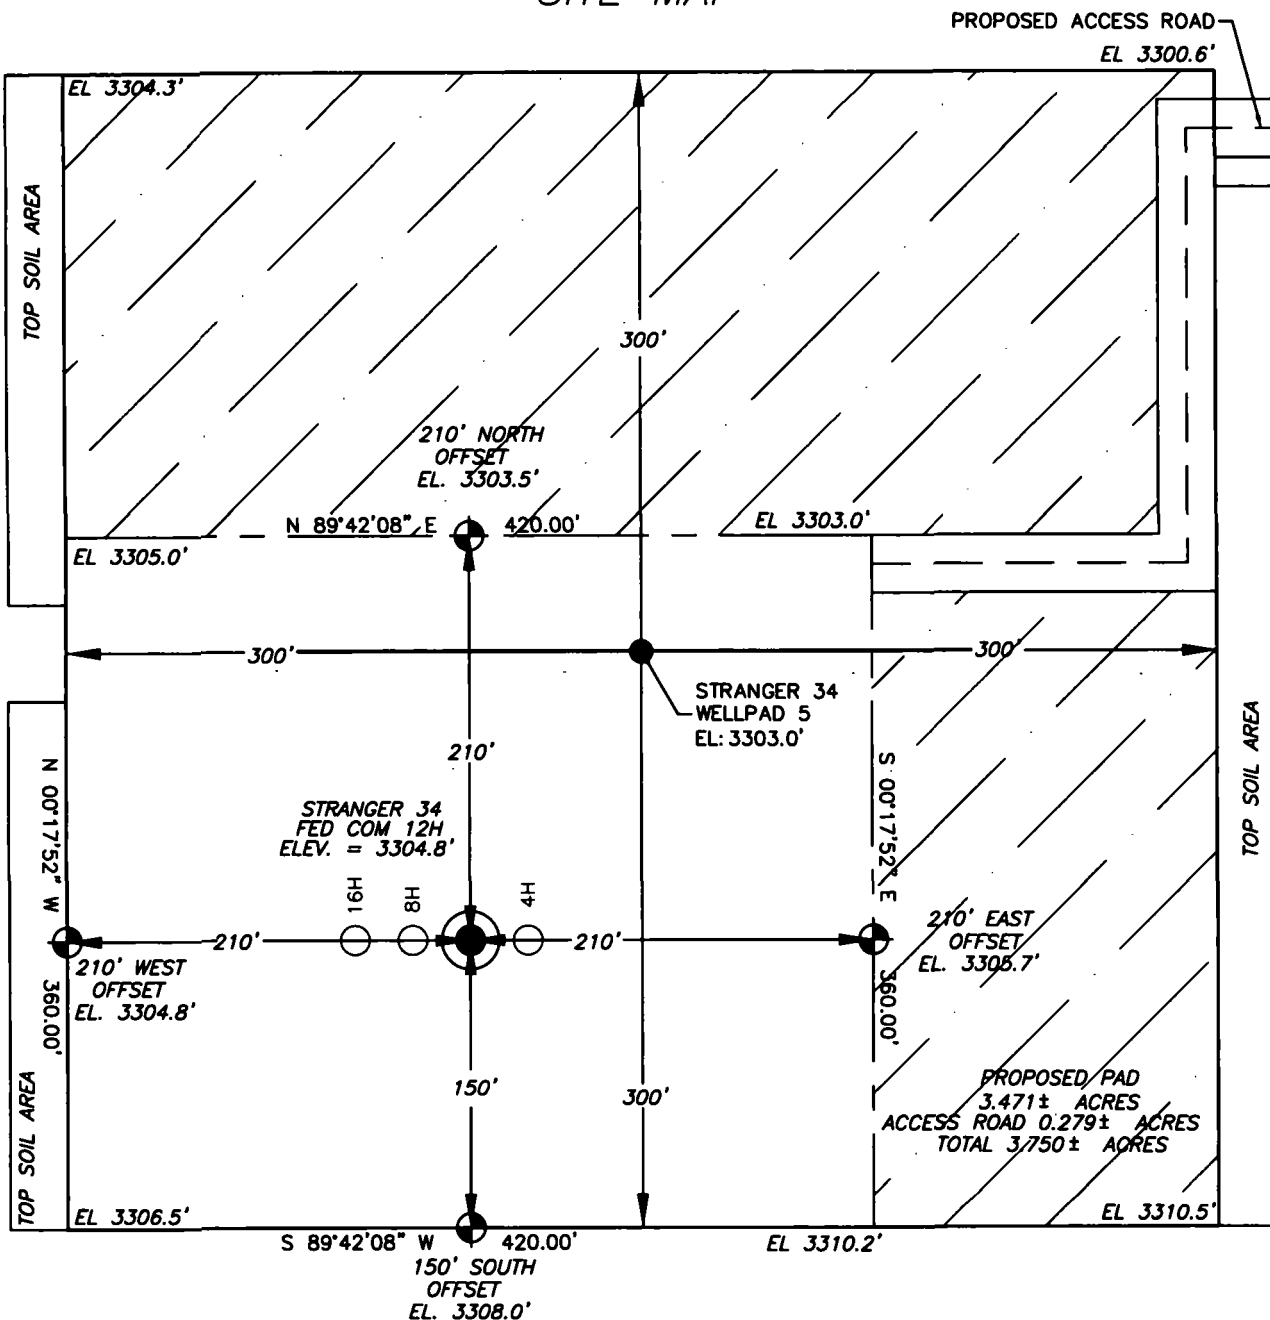 SITE MAP
PROPOSED ACCESS ROAD
EL 3300.6'
EL 3304.3'
TOP SOIL AREA
300'
210' NORTH
OFFSET
EL. 3303.5'
N 89°42'08" E 420.00'
EL 3303.0'
EL 3305.0'
300'
300'
STRANGER 34
WELLPAD 5
EL: 3303.0'
210'
TOP SOIL AREA
N 00°17'52" W 360.00'
S 00°17'52" E 360.00'
STRANGER 34
FED COM 12H
ELEV. = 3304.8'
16H
8H
4H
210'
210'
210' WEST
OFFSET
EL. 3304.8'
210' EAST
OFFSET
EL. 3305.7'
150'
300'
PROPOSED PAD
3.471± ACRES
ACCESS ROAD 0.279± ACRES
TOTAL 3.750± ACRES
TOP SOIL AREA
EL 3306.5'
EL 3310.5'
S 89°42'08" W 420.00'
EL 3310.2'
150' SOUTH
OFFSET
EL. 3308.0'